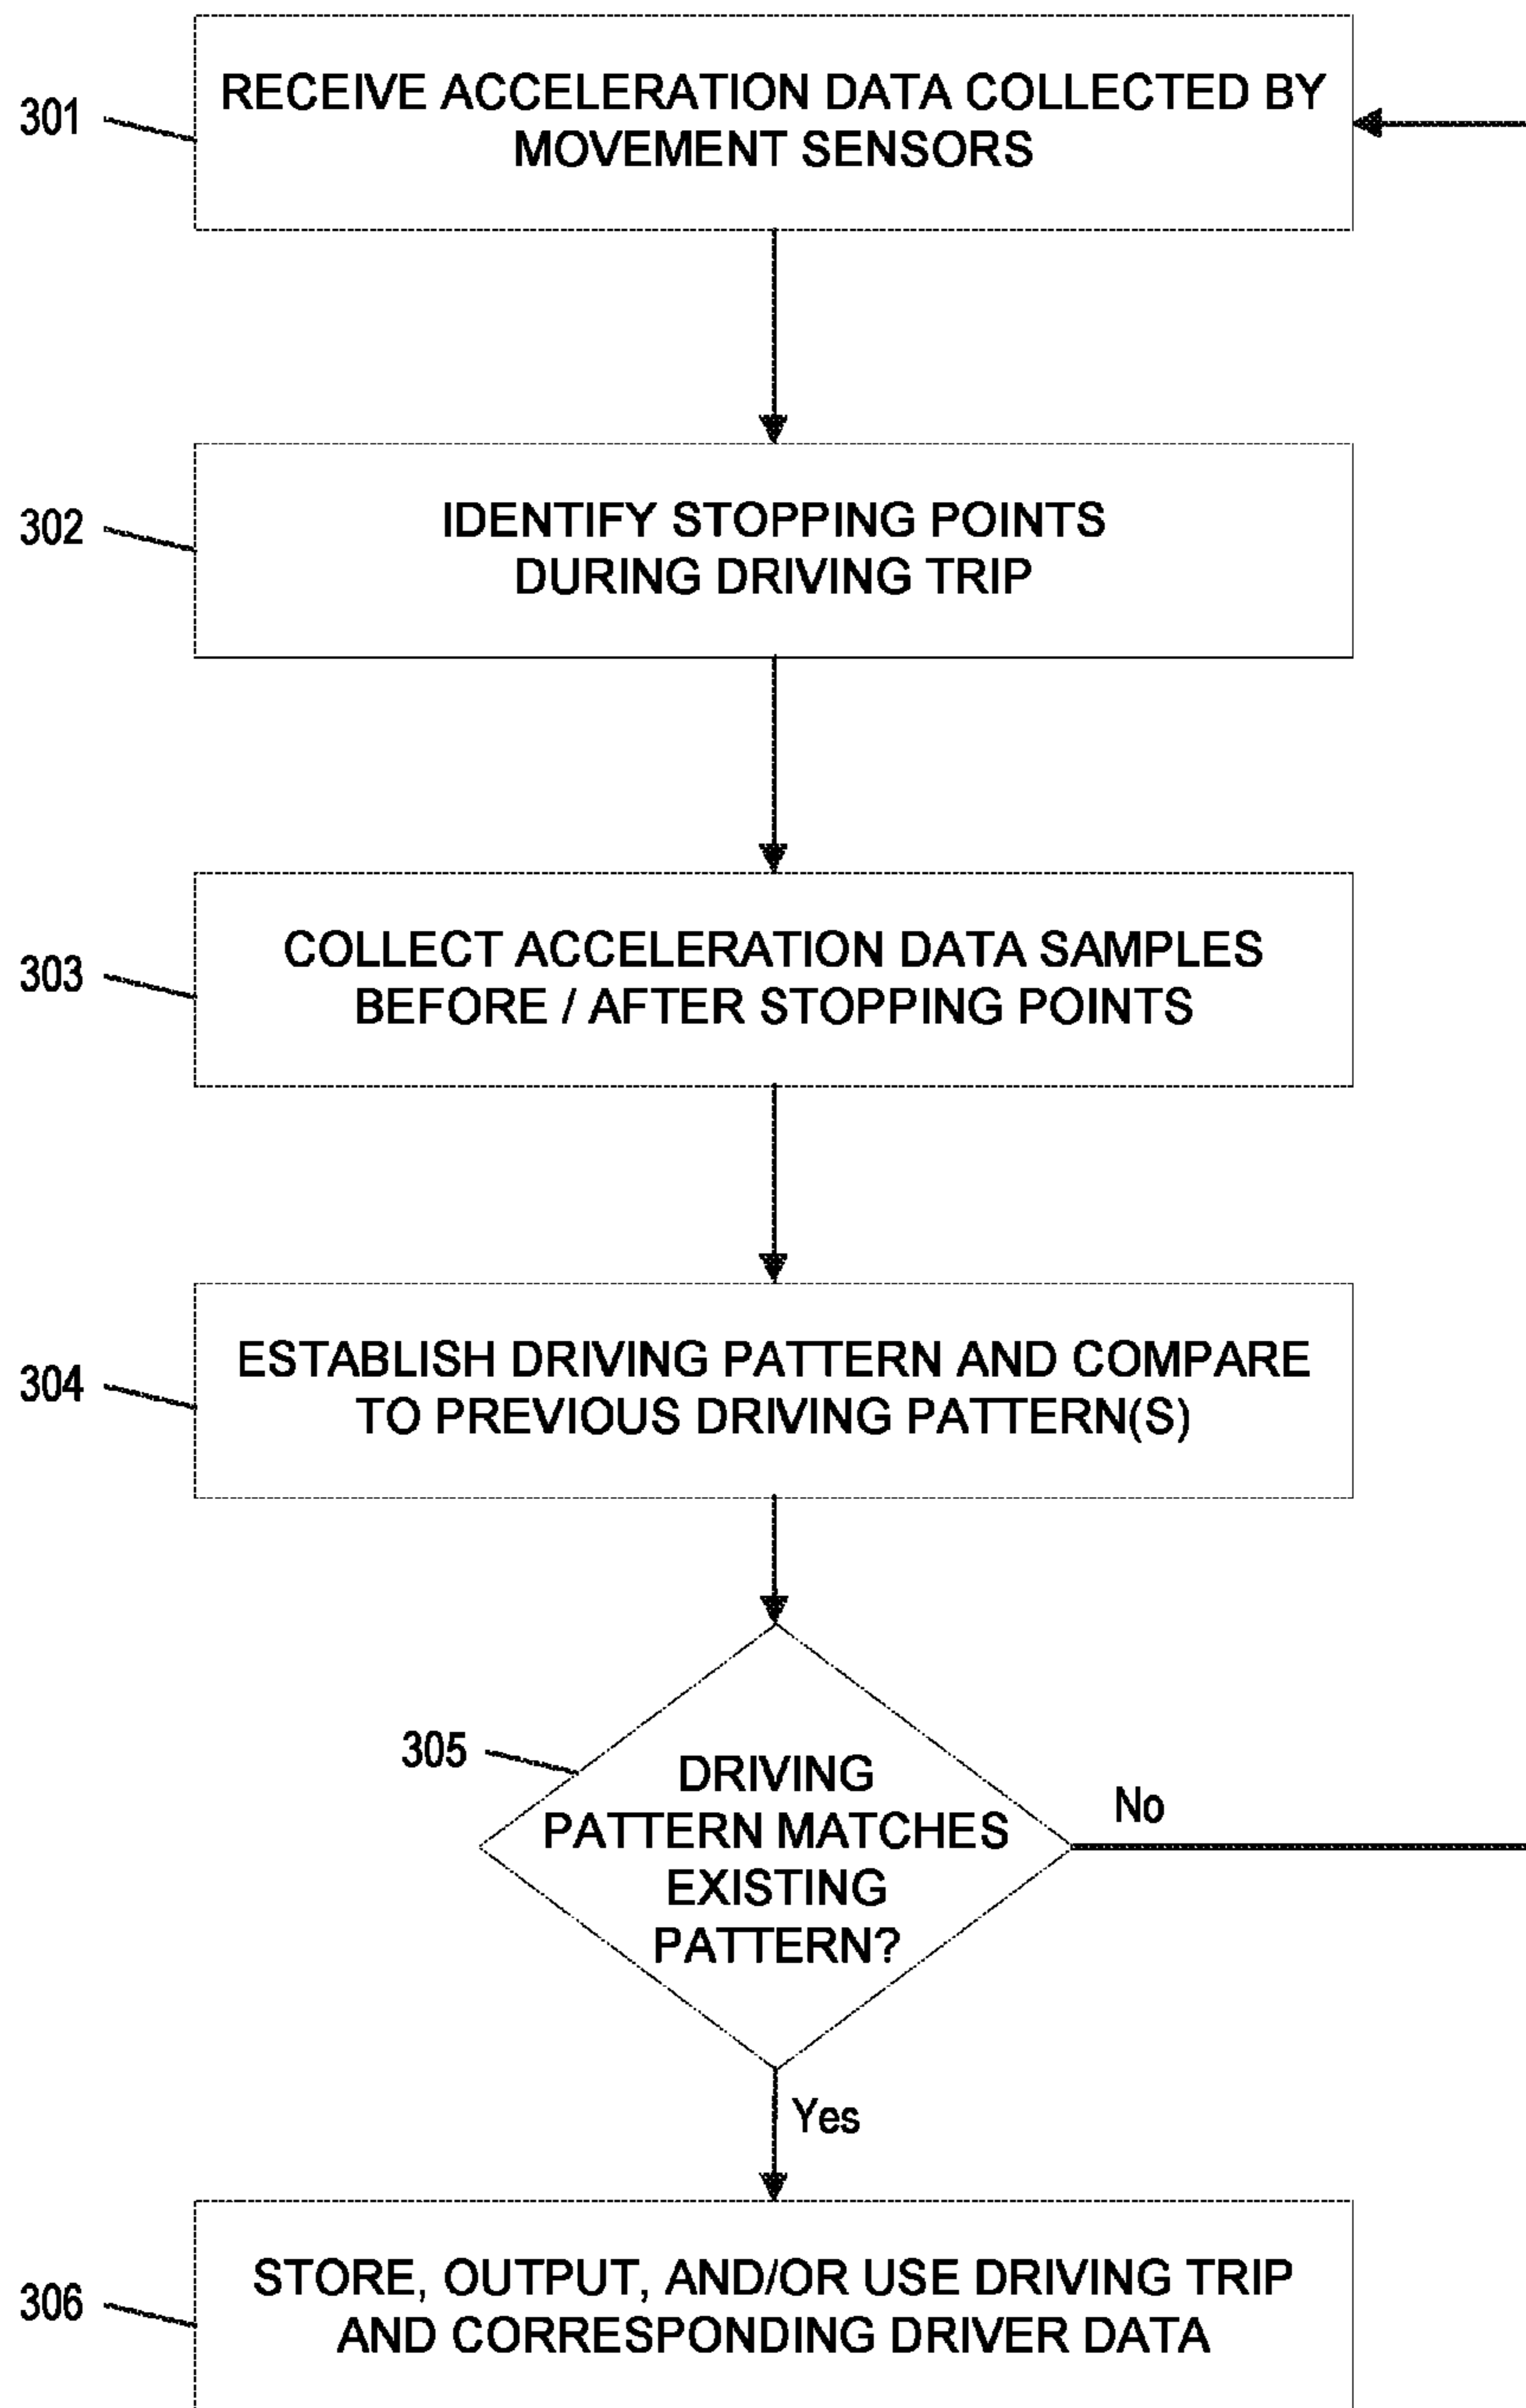 301
RECEIVE ACCELERATION DATA COLLECTED BY
MOVEMENT SENSORS
302
IDENTIFY STOPPING POINTS
DURING DRIVING TRIP
303
COLLECT ACCELERATION DATA SAMPLES
BEFORE / AFTER STOPPING POINTS
304
ESTABLISH DRIVING PATTERN AND COMPARE
TO PREVIOUS DRIVING PATTERN(S)
305
DRIVING
PATTERN MATCHES
EXISTING
PATTERN?
No
Yes
306
STORE, OUTPUT, AND/OR USE DRIVING TRIP
AND CORRESPONDING DRIVER DATA